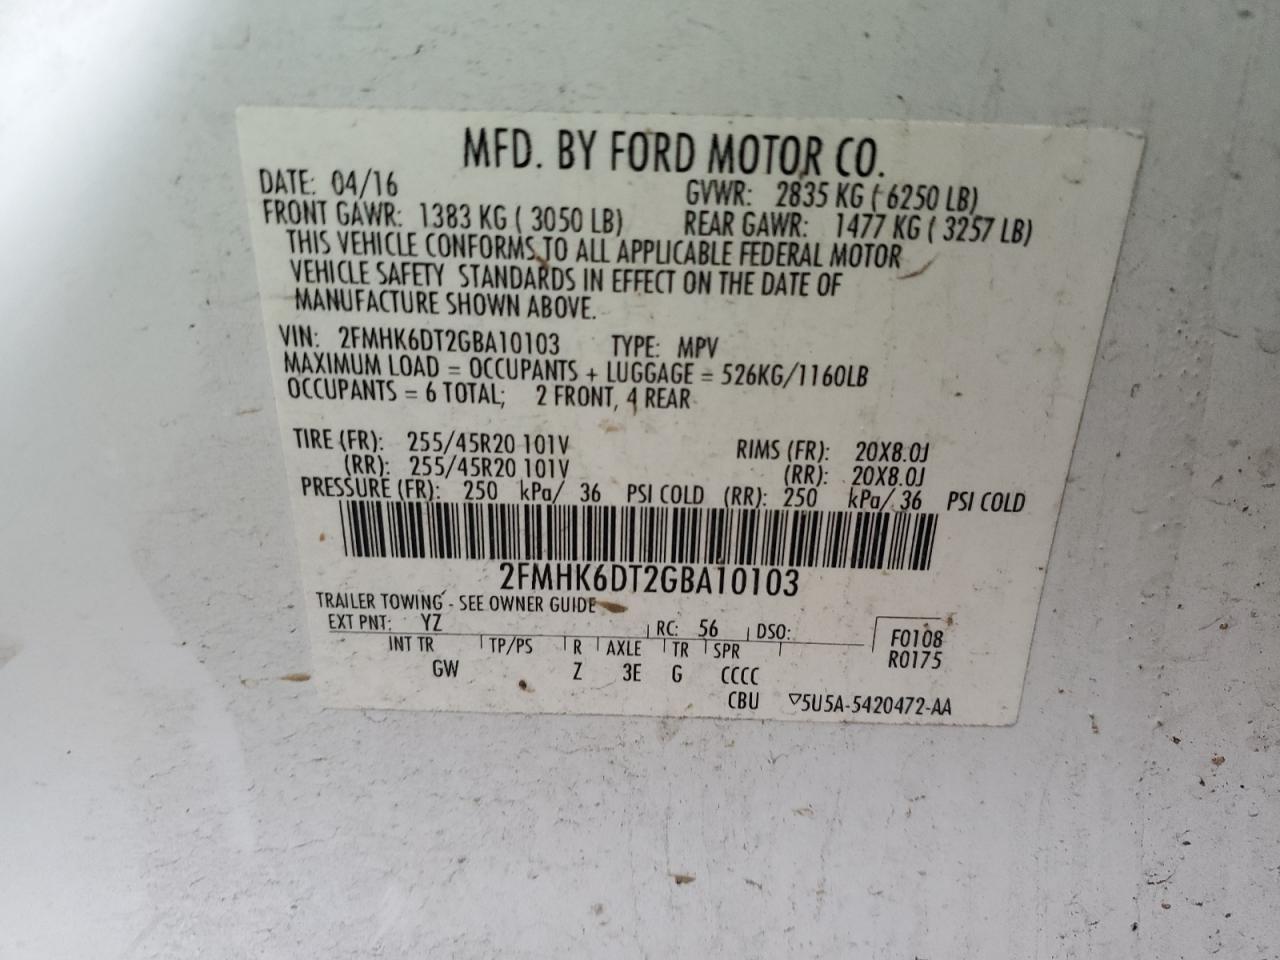 MFD. BY FORD MOTOR CO.
DATE: 04/16 GVWR: 2835 KG ( 6250 LB)
FRONT GAWR: 1383 KG ( 3050 LB) REAR GAWR: 1477 KG ( 3257 LB)
THIS VEHICLE CONFORMS TO ALL APPLICABLE FEDERAL MOTOR
VEHICLE SAFETY STANDARDS IN EFFECT ON THE DATE OF
MANUFACTURE SHOWN ABOVE.
VIN: 2FMHK6DT2GBA10103 TYPE: MPV
MAXIMUM LOAD = OCCUPANTS + LUGGAGE = 526KG/1160LB
OCCUPANTS = 6 TOTAL; 2 FRONT, 4 REAR
TIRE (FR): 255/45R20 101V RIMS (FR): 20X8.0J
(RR): 255/45R20 101V (RR): 20X8.0J
PRESSURE (FR): 250 kPa/ 36 PSI COLD (RR): 250 kPa/ 36 PSI COLD
2FMHK6DT2GBA10103
TRAILER TOWING - SEE OWNER GUIDE
EXT PNT: YZ RC: 56 DSO: F0108
INT TR TP/PS R AXLE TR SPR R0175
GW Z 3E G CCCC
CBU ▽5U5A-5420472-AA